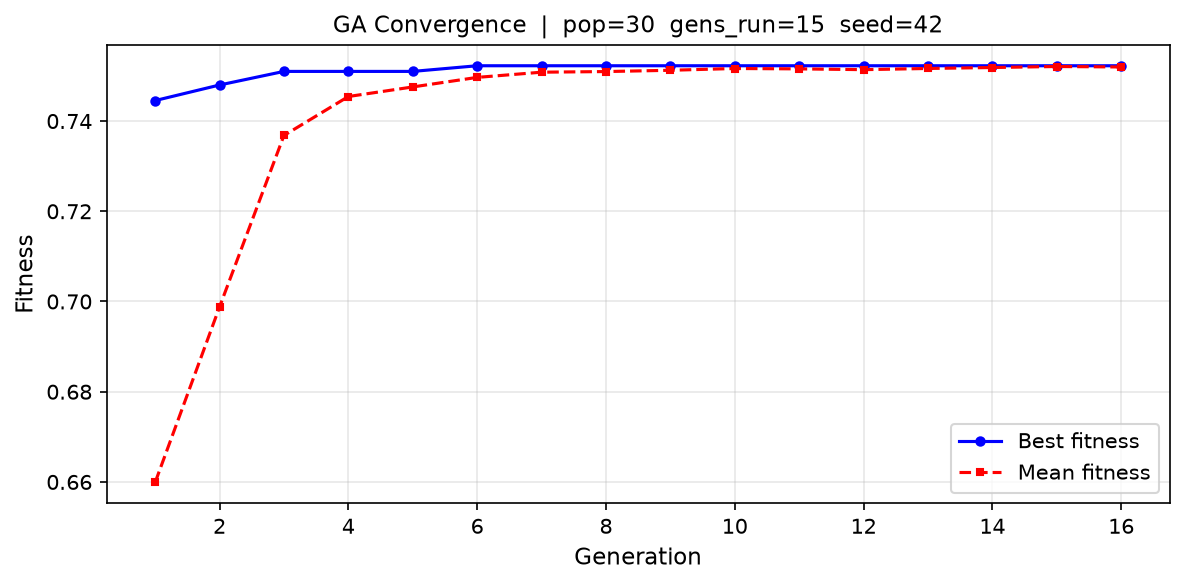 GA Convergence | pop=30 gens_run=15 seed=42
Fitness
0.74
0.72
0.70
0.68
0.66
Best fitness
Mean fitness
2 4 6 8 10 12 14 16
Generation